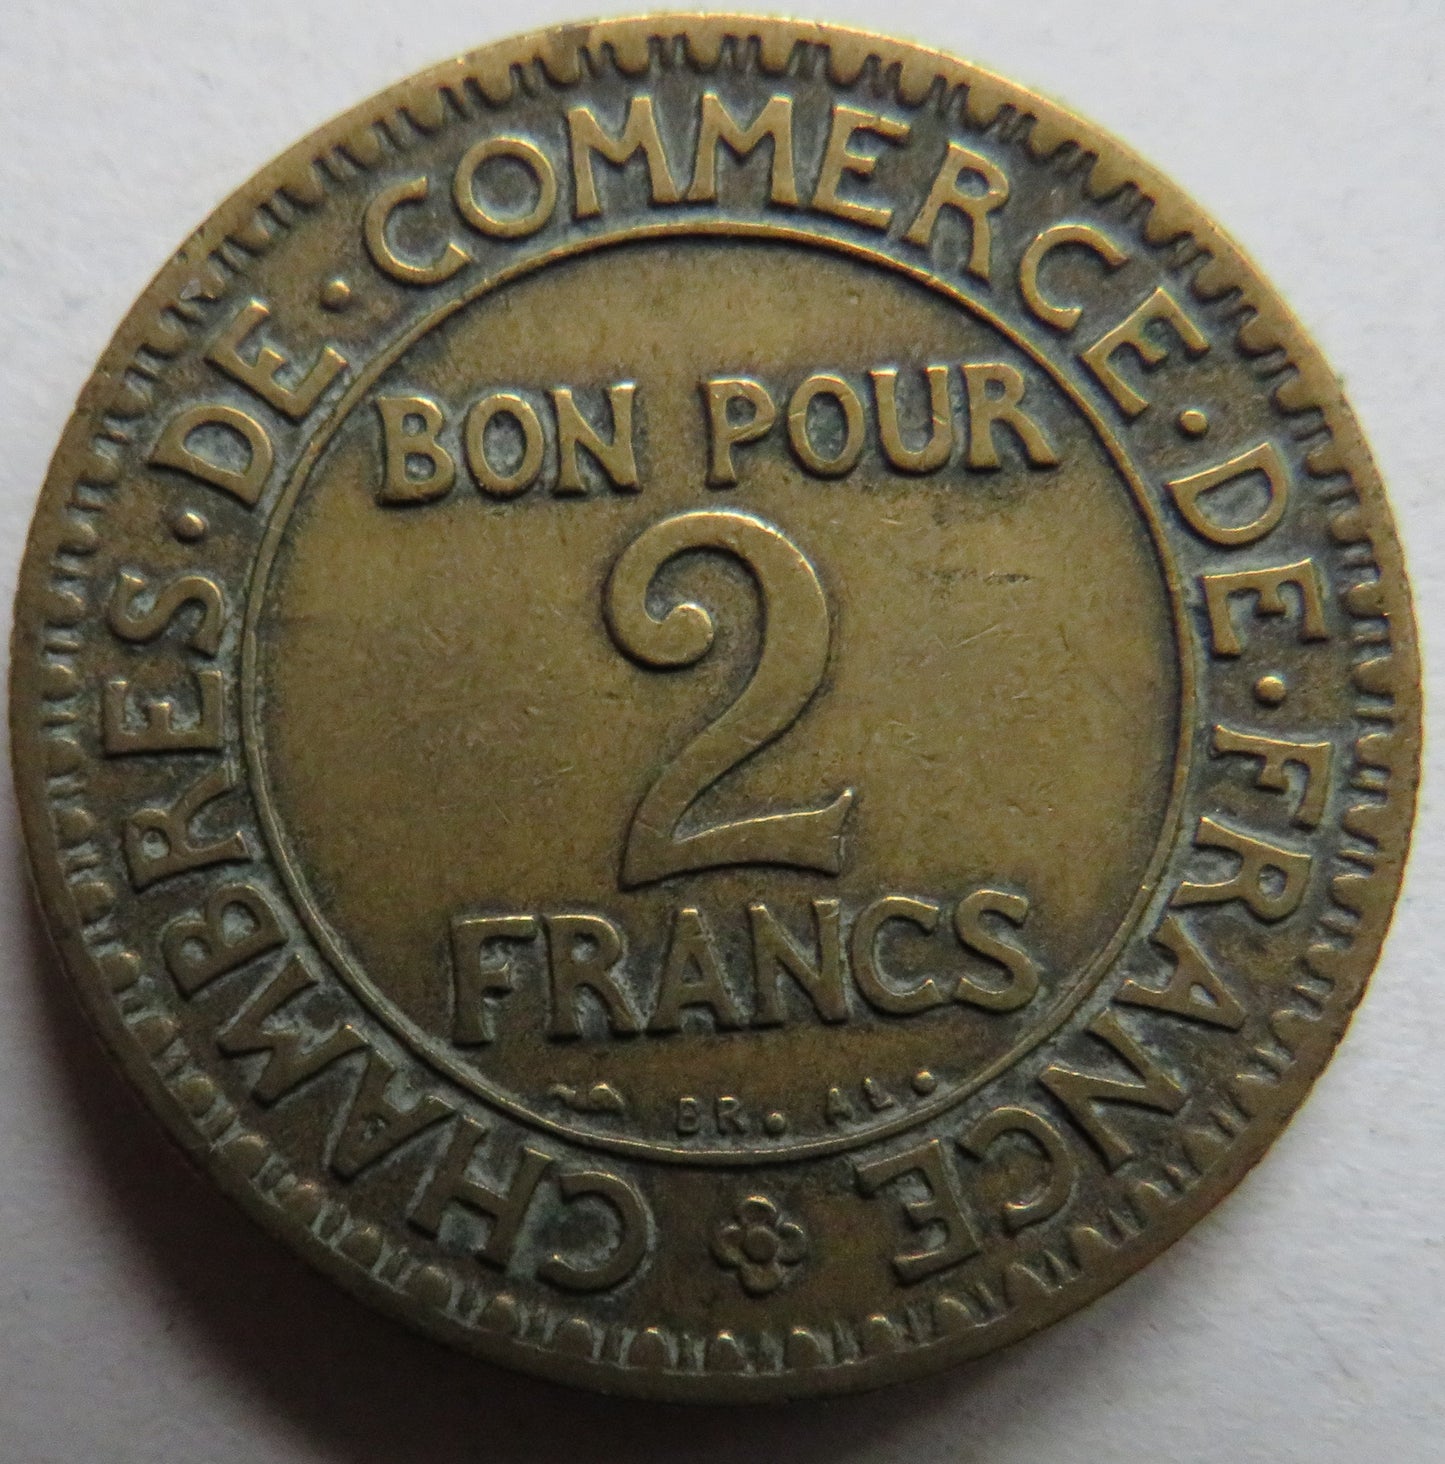 CHAMBRES·DE·COMMERCE·DE·FRANCE
BON POUR
2
FRANCS
BR. AL.